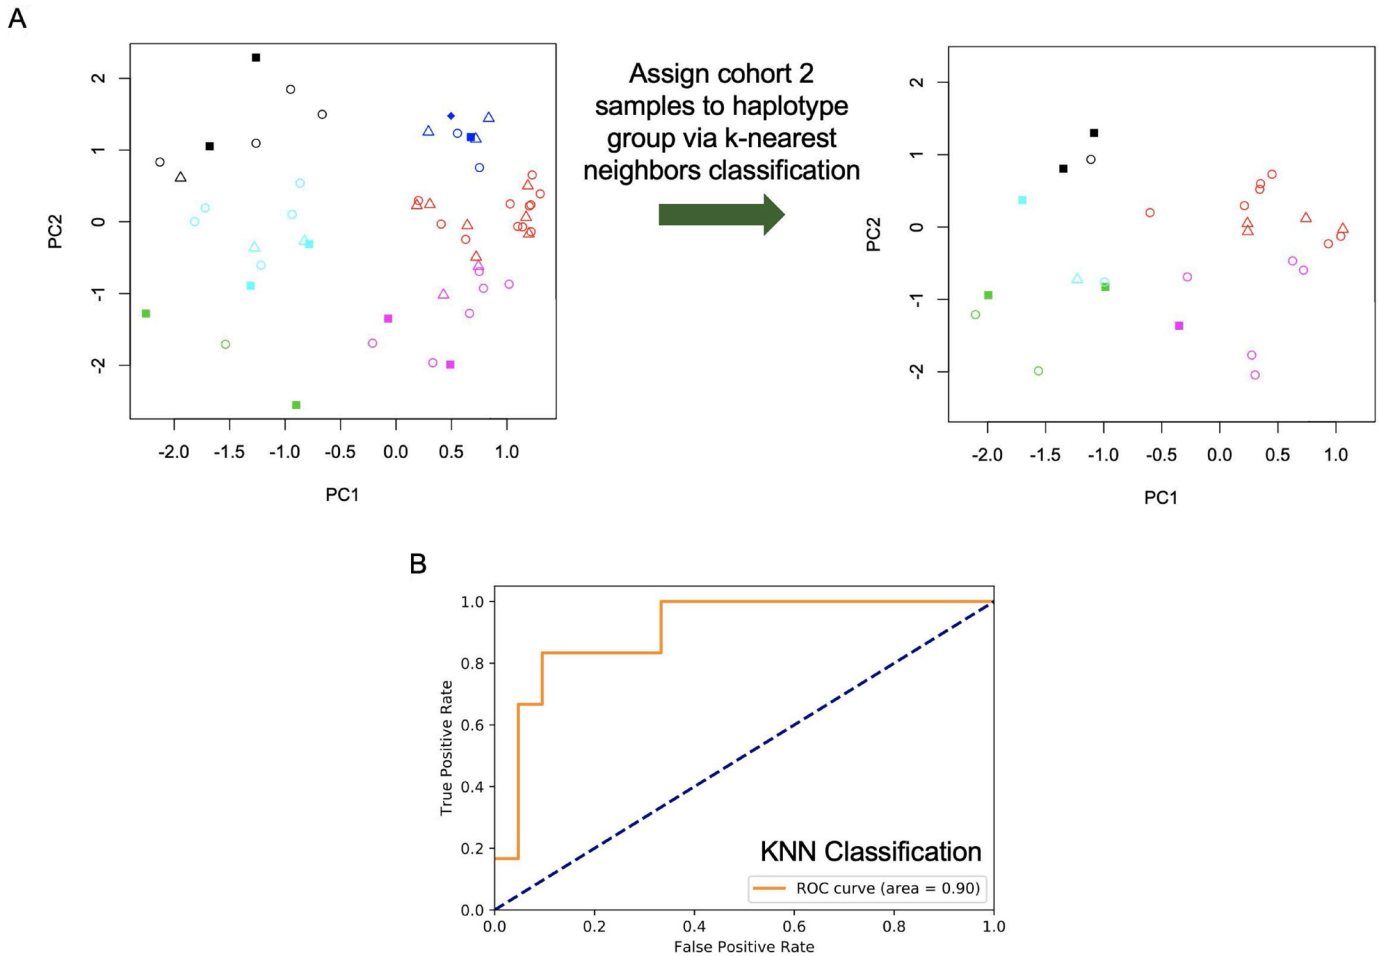 A
Assign cohort 2
samples to haplotype
group via k-nearest
neighbors classification
PC2
2
1
0
-1
-2
-2.0 -1.5 -1.0 -0.5 0.0 0.5 1.0
PC1
PC2
2
1
0
-1
-2
-2.0 -1.5 -1.0 -0.5 0.0 0.5 1.0
PC1
B
True Positive Rate
1.0
0.8
0.6
0.4
0.2
0.0
KNN Classification
ROC curve (area = 0.90)
0.0 0.2 0.4 0.6 0.8 1.0
False Positive Rate